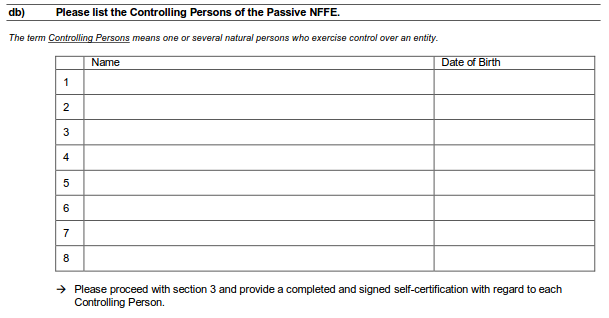 db) Please list the Controlling Persons of the Passive NFFE.
The term Controlling Persons means one or several natural persons who exercise control over an entity.
Name Date of Birth
1
2
3
4
5
6
7
8
→ Please proceed with section 3 and provide a completed and signed self-certification with regard to each
Controlling Person.